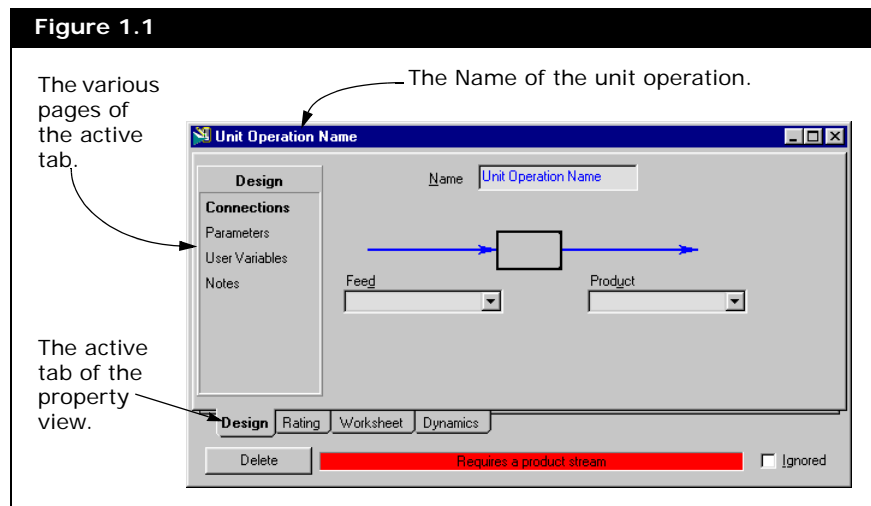 Figure 1.1
The various
pages of
the active
tab.
The Name of the unit operation.
Unit Operation Name
Design
Connections
Parameters
User Variables
Notes
Name
Unit Operation Name
Feed
Product
The active
tab of the
property
view.
Design
Rating
Worksheet
Dynamics
Delete
Requires a product stream
Ignored